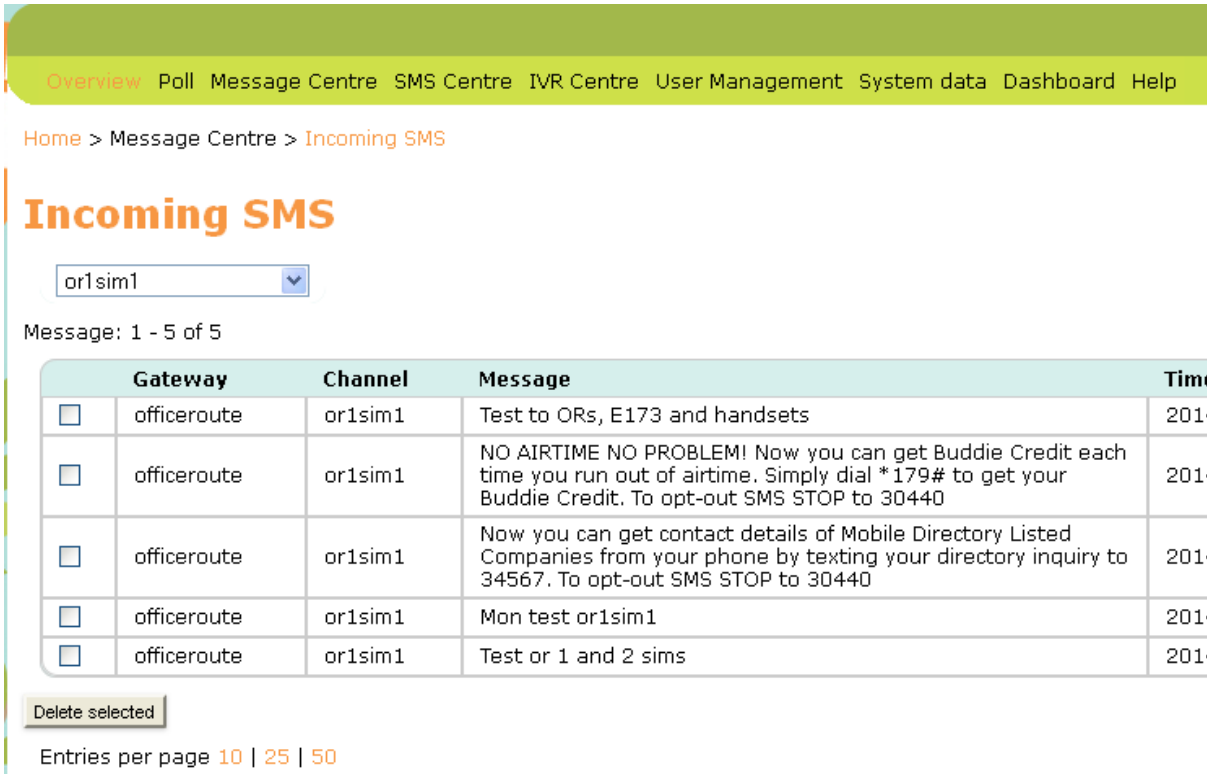 Overview Poll Message Centre SMS Centre IVR Centre User Management System data Dashboard Help
Home > Message Centre > Incoming SMS
Incoming SMS
or1sim1
Message: 1 - 5 of 5
Gateway Channel Message Time
officeroute or1sim1 Test to ORs, E173 and handsets 201
officeroute or1sim1 NO AIRTIME NO PROBLEM! Now you can get Buddie Credit each
time you run out of airtime. Simply dial *179# to get your 201
Buddie Credit. To opt-out SMS STOP to 30440
Now you can get contact details of Mobile Directory Listed
officeroute or1sim1 Companies from your phone by texting your directory inquiry to 201
34567. To opt-out SMS STOP to 30440
officeroute or1sim1 Mon test or1sim1 201
officeroute or1sim1 Test or 1 and 2 sims 201
Delete selected
Entries per page 10 | 25 | 50